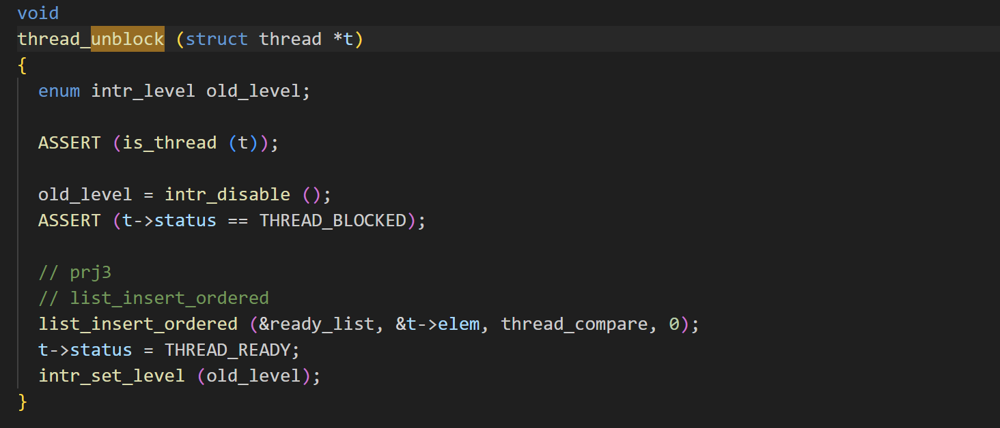 void
thread_unblock (struct thread *t)
{
  enum intr_level old_level;
  ASSERT (is_thread (t));
  old_level = intr_disable ();
  ASSERT (t->status == THREAD_BLOCKED);
  // prj3
  // list_insert_ordered
  list_insert_ordered (&ready_list, &t->elem, thread_compare, 0);
  t->status = THREAD_READY;
  intr_set_level (old_level);
}